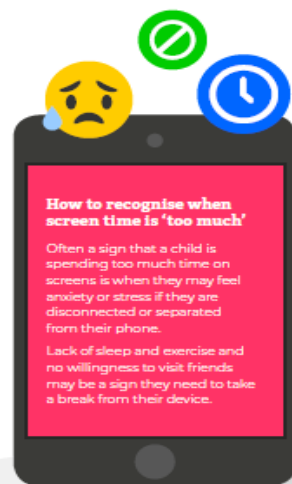 How to recognise when
screen time is ‘too much’
Often a sign that a child is
spending too much time on
screens is when they may feel
anxiety or stress if they are
disconnected or separated
from their phone.
Lack of sleep and exercise and
no willingness to visit friends
may be a sign they need to take
a break from their device.